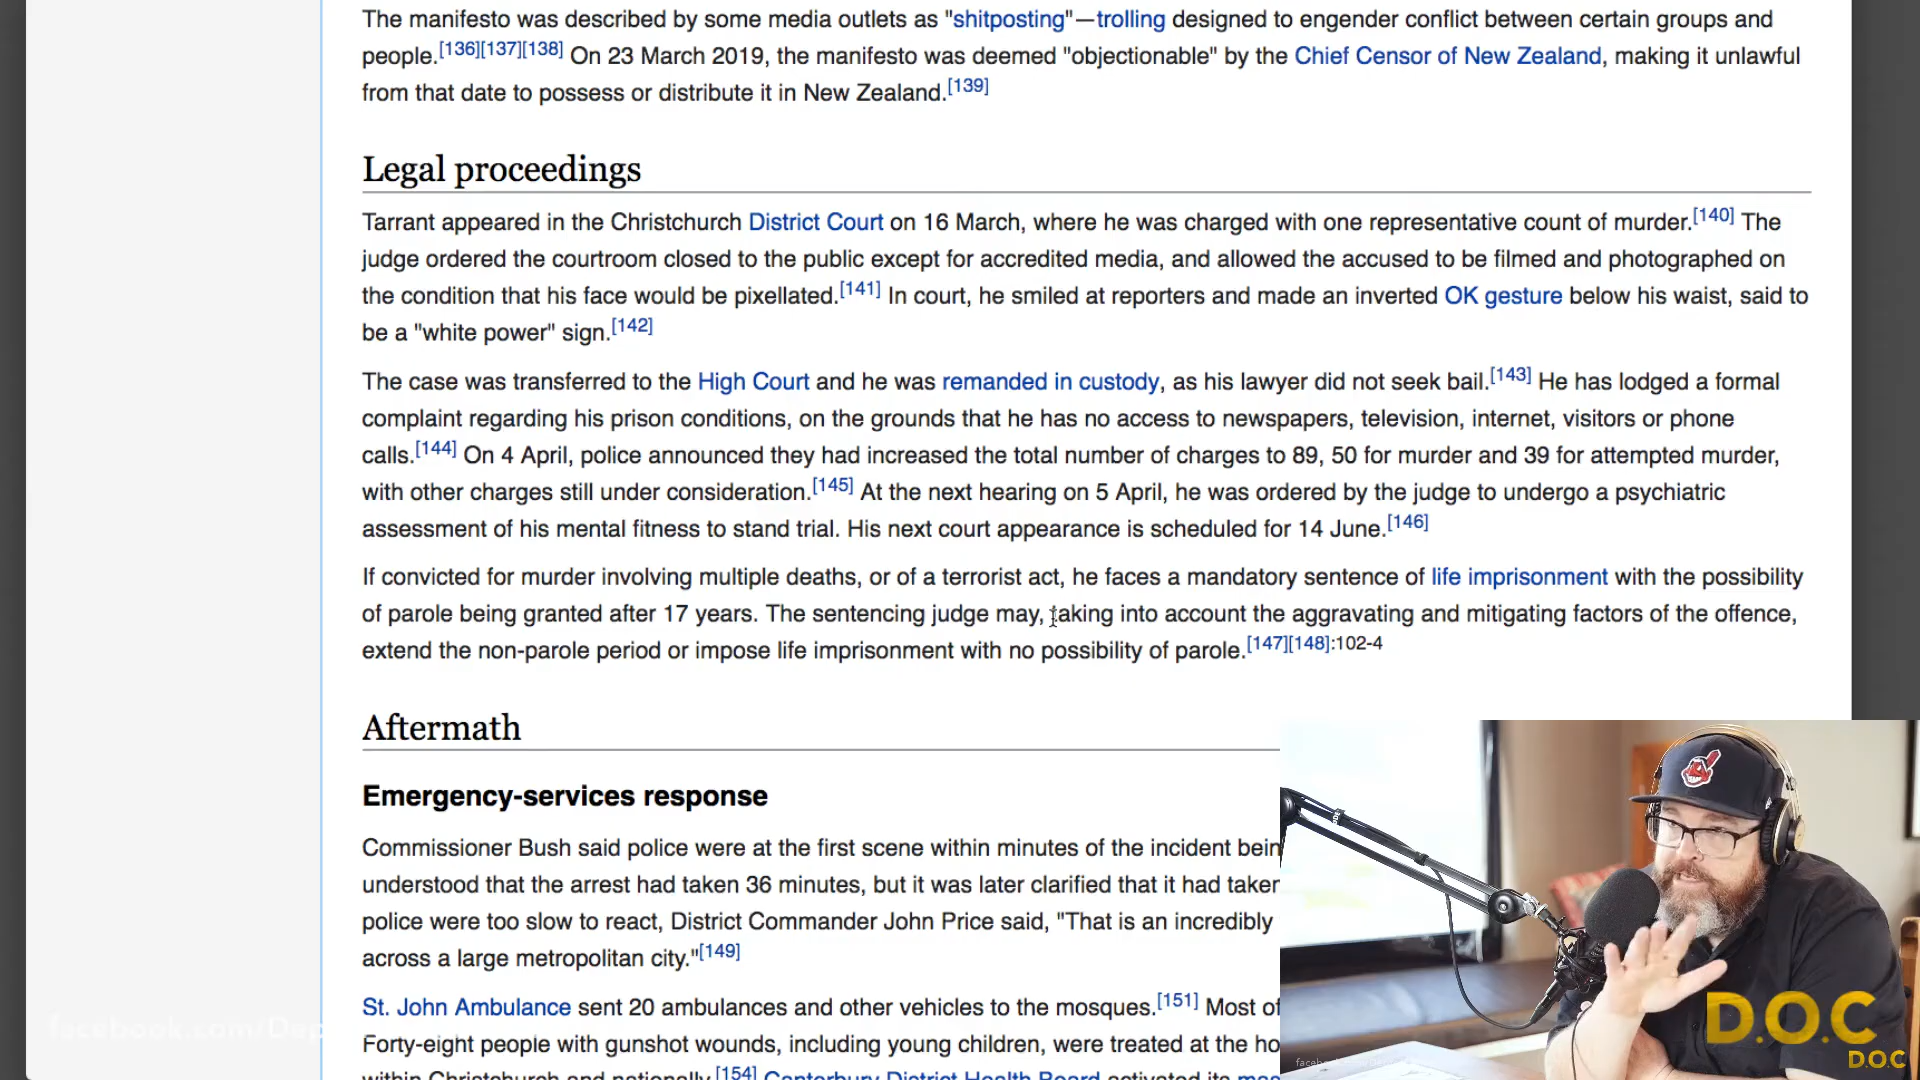 The manifesto was described by some media outlets as "shitposting"—trolling designed to engender conflict between certain groups and
people.[136][137][138] On 23 March 2019, the manifesto was deemed "objectionable" by the Chief Censor of New Zealand, making it unlawful
from that date to possess or distribute it in New Zealand.[139]
Legal proceedings
Tarrant appeared in the Christchurch District Court on 16 March, where he was charged with one representative count of murder.[140] The
judge ordered the courtroom closed to the public except for accredited media, and allowed the accused to be filmed and photographed on
the condition that his face would be pixellated.[141] In court, he smiled at reporters and made an inverted OK gesture below his waist, said to
be a "white power" sign.[142]
The case was transferred to the High Court and he was remanded in custody, as his lawyer did not seek bail.[143] He has lodged a formal
complaint regarding his prison conditions, on the grounds that he has no access to newspapers, television, internet, visitors or phone
calls.[144] On 4 April, police announced they had increased the total number of charges to 89, 50 for murder and 39 for attempted murder,
with other charges still under consideration.[145] At the next hearing on 5 April, he was ordered by the judge to undergo a psychiatric
assessment of his mental fitness to stand trial. His next court appearance is scheduled for 14 June.[146]
If convicted for murder involving multiple deaths, or of a terrorist act, he faces a mandatory sentence of life imprisonment with the possibility
of parole being granted after 17 years. The sentencing judge may, taking into account the aggravating and mitigating factors of the offence,
extend the non-parole period or impose life imprisonment with no possibility of parole.[147][148]:102-4
Aftermath
Emergency-services response
Commissioner Bush said police were at the first scene within minutes of the incident bein
understood that the arrest had taken 36 minutes, but it was later clarified that it had taken
police were too slow to react, District Commander John Price said, "That is an incredibly
across a large metropolitan city."[149]
St. John Ambulance sent 20 ambulances and other vehicles to the mosques.[151] Most of
Forty-eight people with gunshot wounds, including young children, were treated at the ho
within Christchurch and nationally.[154] Canterbury District Health Board activated its mas
facebook.com/Dep
D.O.C
DOC